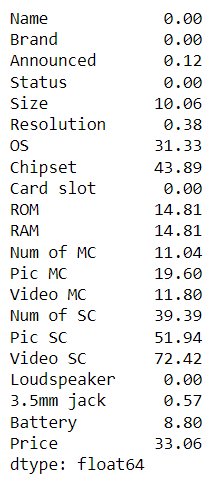 Name 0.00
Brand 0.00
Announced 0.12
Status 0.00
Size 10.06
Resolution 0.38
OS 31.33
Chipset 43.89
Card slot 0.00
ROM 14.81
RAM 14.81
Num of MC 11.04
Pic MC 19.60
Video MC 11.80
Num of SC 39.39
Pic SC 51.94
Video SC 72.42
Loudspeaker 0.00
3.5mm jack 0.57
Battery 8.80
Price 33.06
dtype: float64